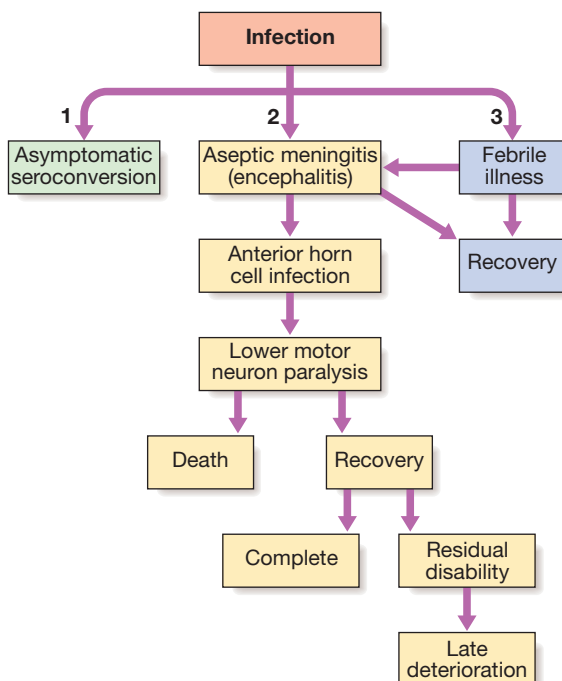 Infection
1
2
3
Asymptomatic
seroconversion
Aseptic meningitis
(encephalitis)
Febrile
illness
Anterior horn
cell infection
Recovery
Lower motor
neuron paralysis
Death
Recovery
Complete
Residual
disability
Late
deterioration